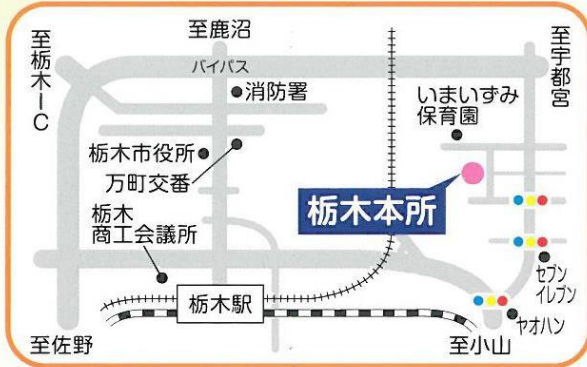 至鹿沼
至栃木IC
至宇都宮
バイパス
消防署
いまいずみ
保育園
栃木市役所
万町交番
栃木本所
栃木
商工会議所
セブン
イレブン
栃木駅
ヤオハン
至佐野
至小山